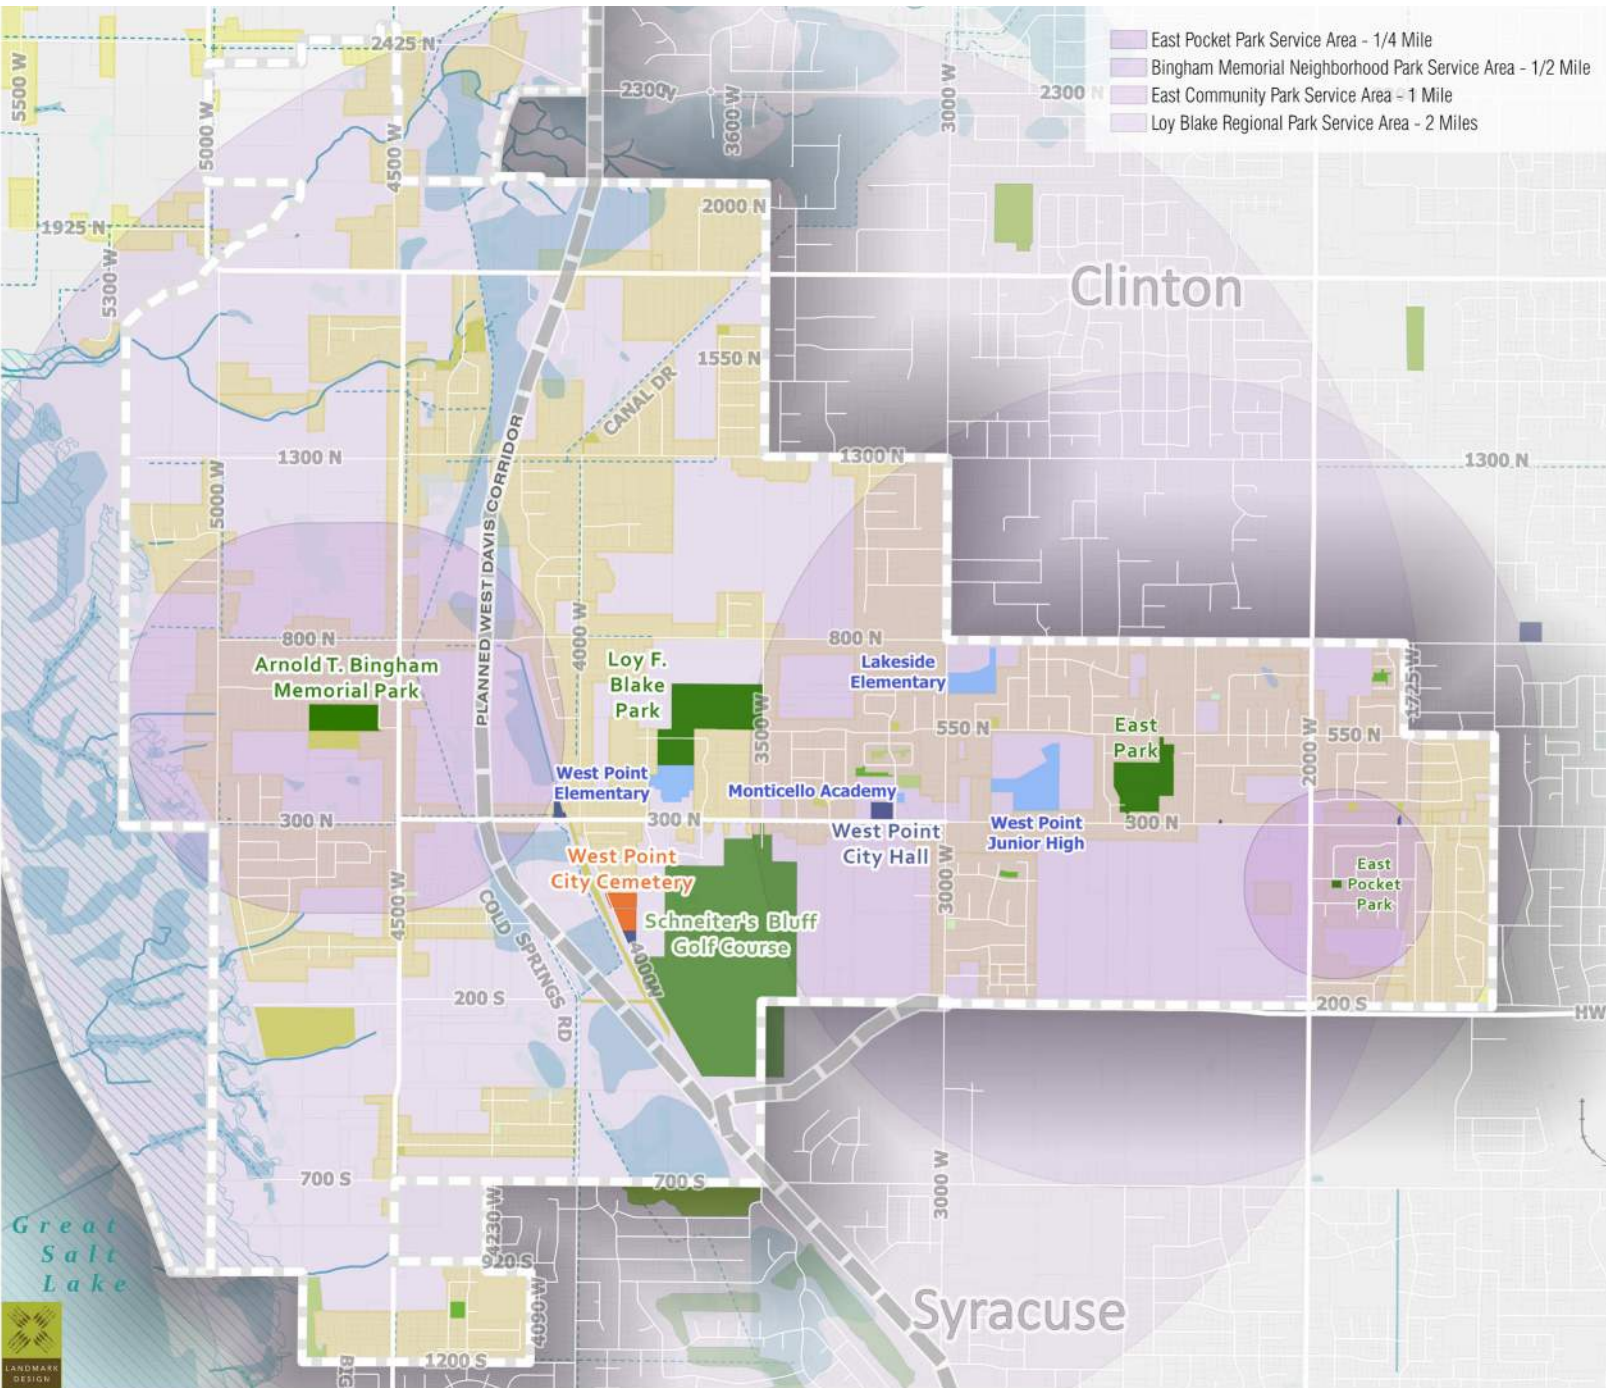 East Pocket Park Service Area - 1/4 Mile
Bingham Memorial Neighborhood Park Service Area - 1/2 Mile
East Community Park Service Area - 1 Mile
Loy Blake Regional Park Service Area - 2 Miles
2425 N
5500 W
5000 W
4500 W
2300 N
3600 W
3000 W
2300 N
1925 N
5300 W
2000 N
Clinton
1550 N
CANAL DR
1300 N
1300 N
1300 N
5000 W
PLANNED WEST DAVIS CORRIDOR
4000 W
800 N
800 N
Arnold T. Bingham
Memorial Park
Loy F.
Blake
Park
Lakeside
Elementary
1725 W
3500 W
550 N
East
Park
2000 W
550 N
West Point
Elementary
Monticello Academy
300 N
300 N
300 N
West Point
City Hall
West Point
Junior High
West Point
City Cemetery
East
Pocket
Park
4500 W
3000 W
COLD SPRINGS RD
Schneiter's Bluff
Golf Course
4000W
200 S
200 S
HW
700 S
700 S
3000 W
Great
Salt
Lake
94230 W
920 S
4090 W
Syracuse
1200 S
LANDMARK
DESIGN